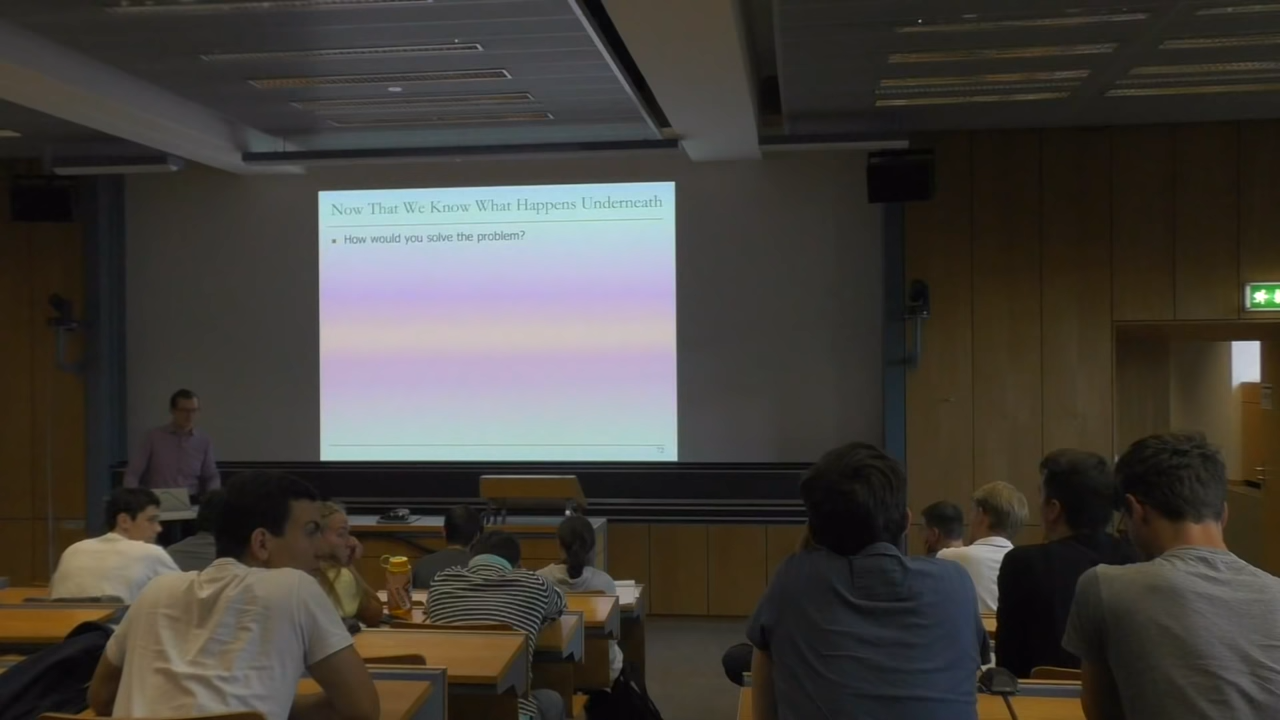 Now That We Know What Happens Underneath
How would you solve the problem?